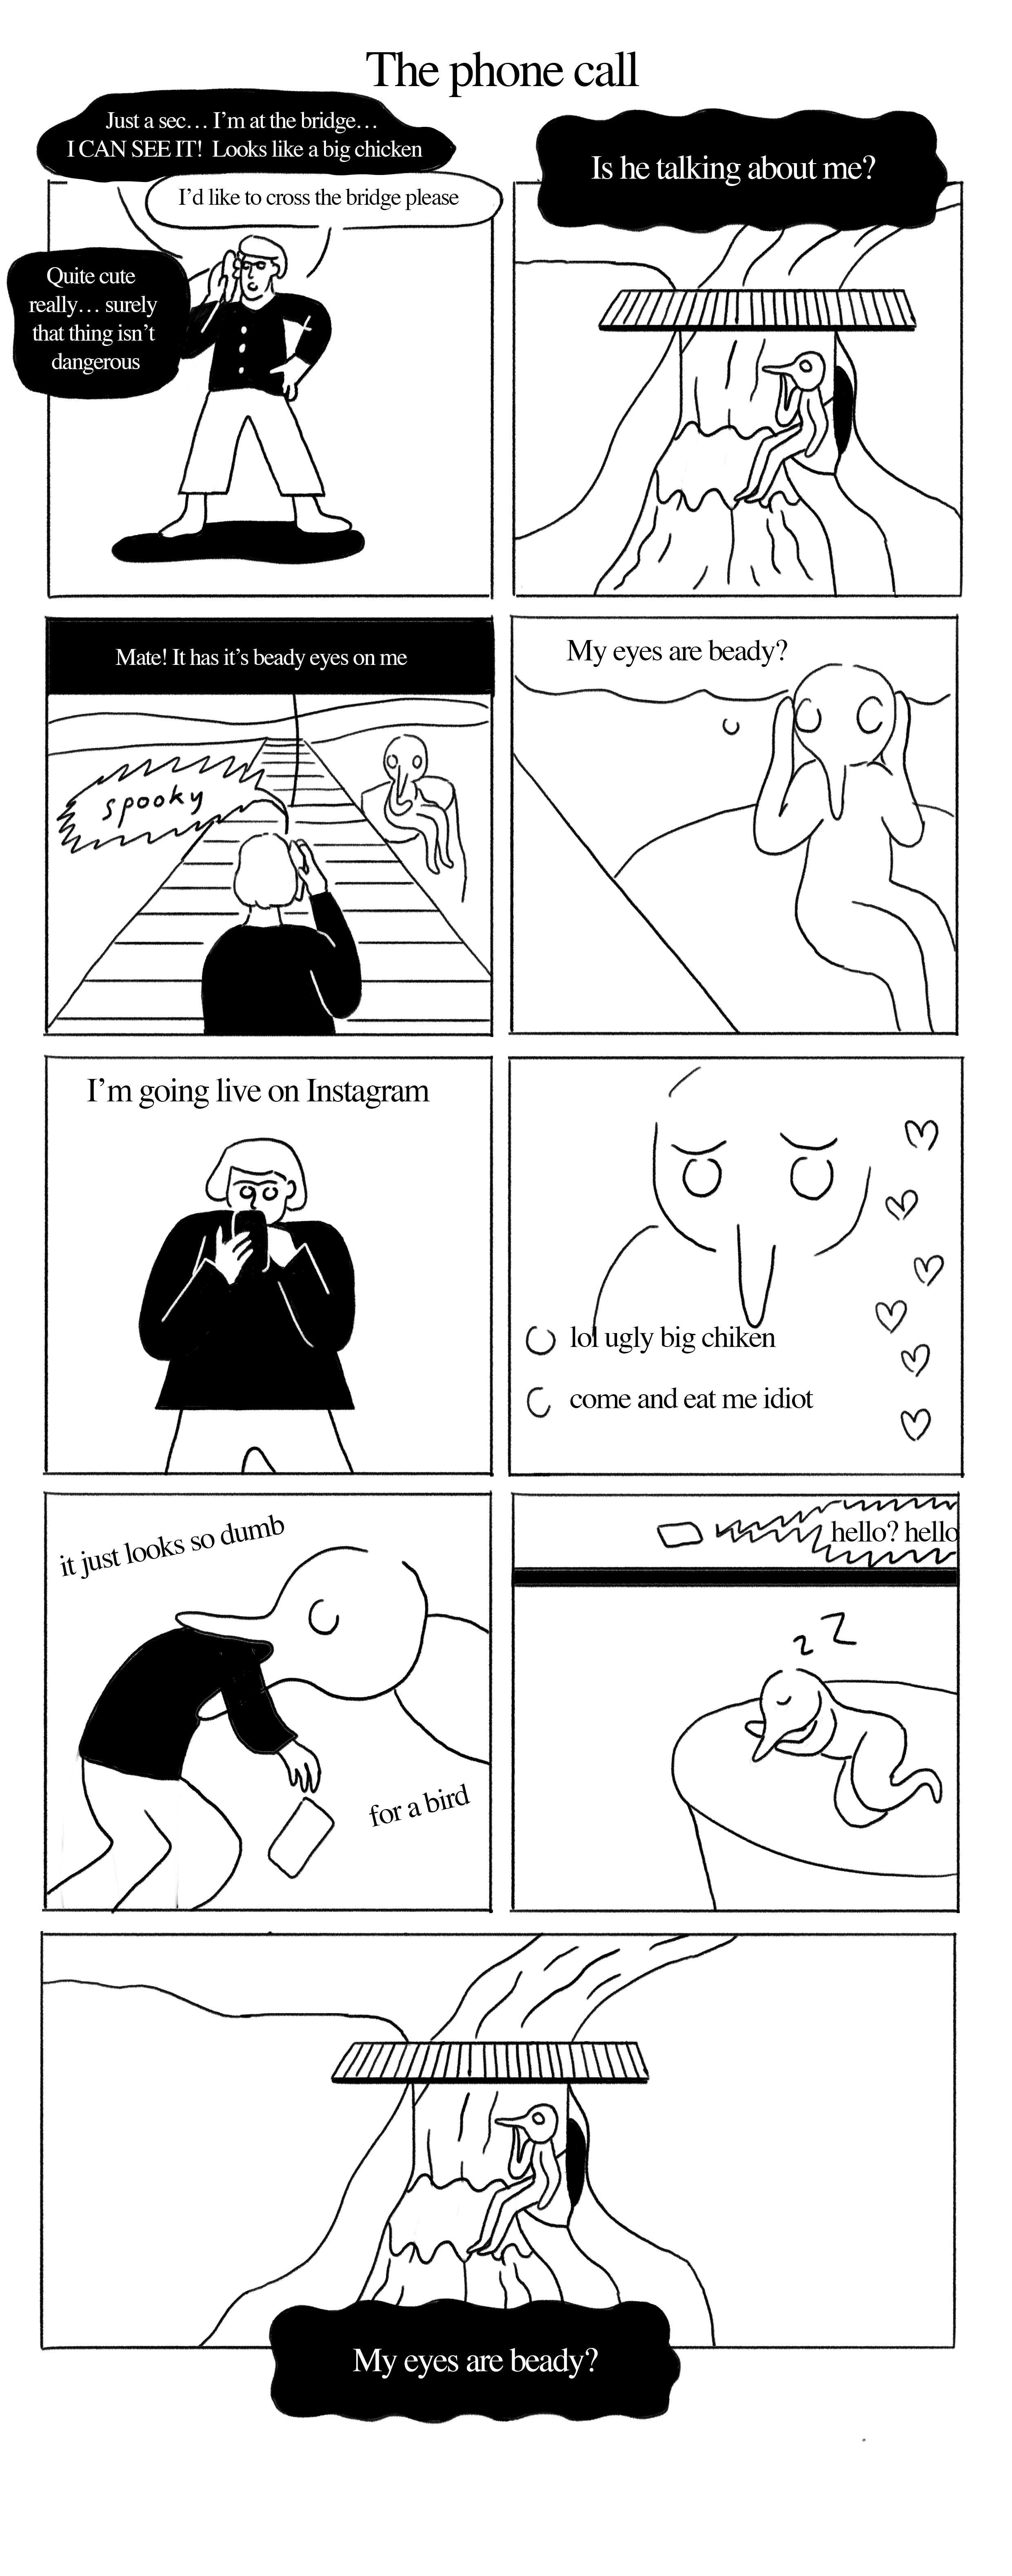 The phone call
Just a sec… I'm at the bridge…
I CAN SEE IT!  Looks like a big chicken
I'd like to cross the bridge please
Quite cute
really… surely
that thing isn't
dangerous
Is he talking about me?
Mate! It has it's beady eyes on me
spooky
My eyes are beady?
I'm going live on Instagram
lol ugly big chiken
come and eat me idiot
it just looks so dumb
for a bird
hello? hello
z Z
My eyes are beady?